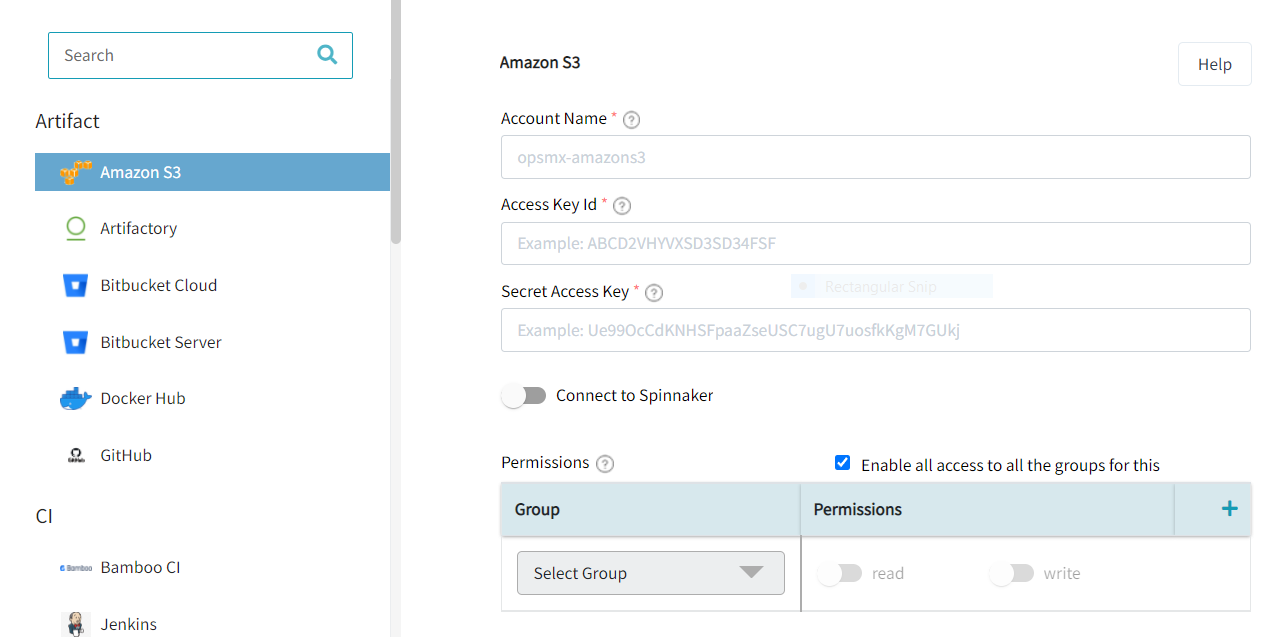 Search
Artifact
Amazon S3
Artifactory
Bitbucket Cloud
Bitbucket Server
Docker Hub
GitHub
CI
Bamboo
Bamboo CI
Jenkins
Amazon S3
Help
Account Name * ?
opsmx-amazons3
Access Key Id * ?
Example: ABCD2VHYVXSD3SD34FSF
Rectangular Snip
Secret Access Key * ?
Example: Ue99OcCdKNHSFpaaZseUSC7ugU7uosfkKgM7GUkj
Connect to Spinnaker
Permissions ?
Enable all access to all the groups for this
Group
Permissions
+
Select Group
read
write